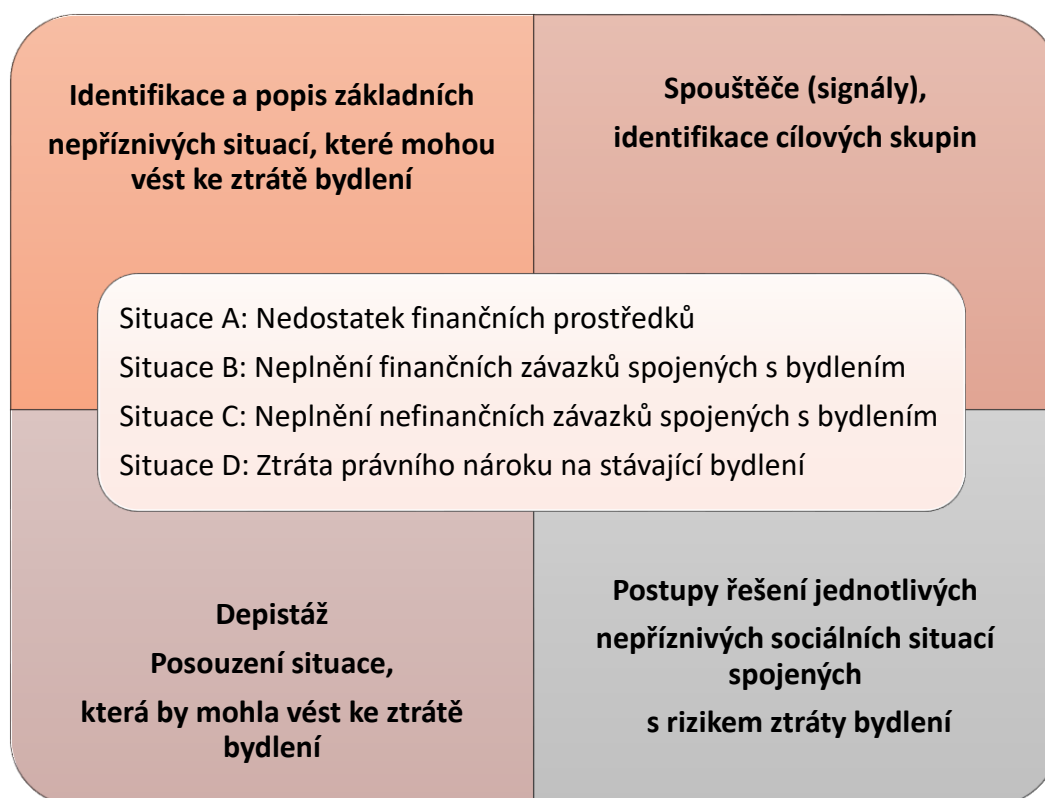 Identifikace a popis základních
nepříznivých situací, které mohou
vést ke ztrátě bydlení
Spouštěče (signály),
identifikace cílových skupin
Situace A: Nedostatek finančních prostředků
Situace B: Neplnění finančních závazků spojených s bydlením
Situace C: Neplnění nefinančních závazků spojených s bydlením
Situace D: Ztráta právního nároku na stávající bydlení
Depistáž
Posouzení situace,
která by mohla vést ke ztrátě
bydlení
Postupy řešení jednotlivých
nepříznivých sociálních situací
spojených
s rizikem ztráty bydlení